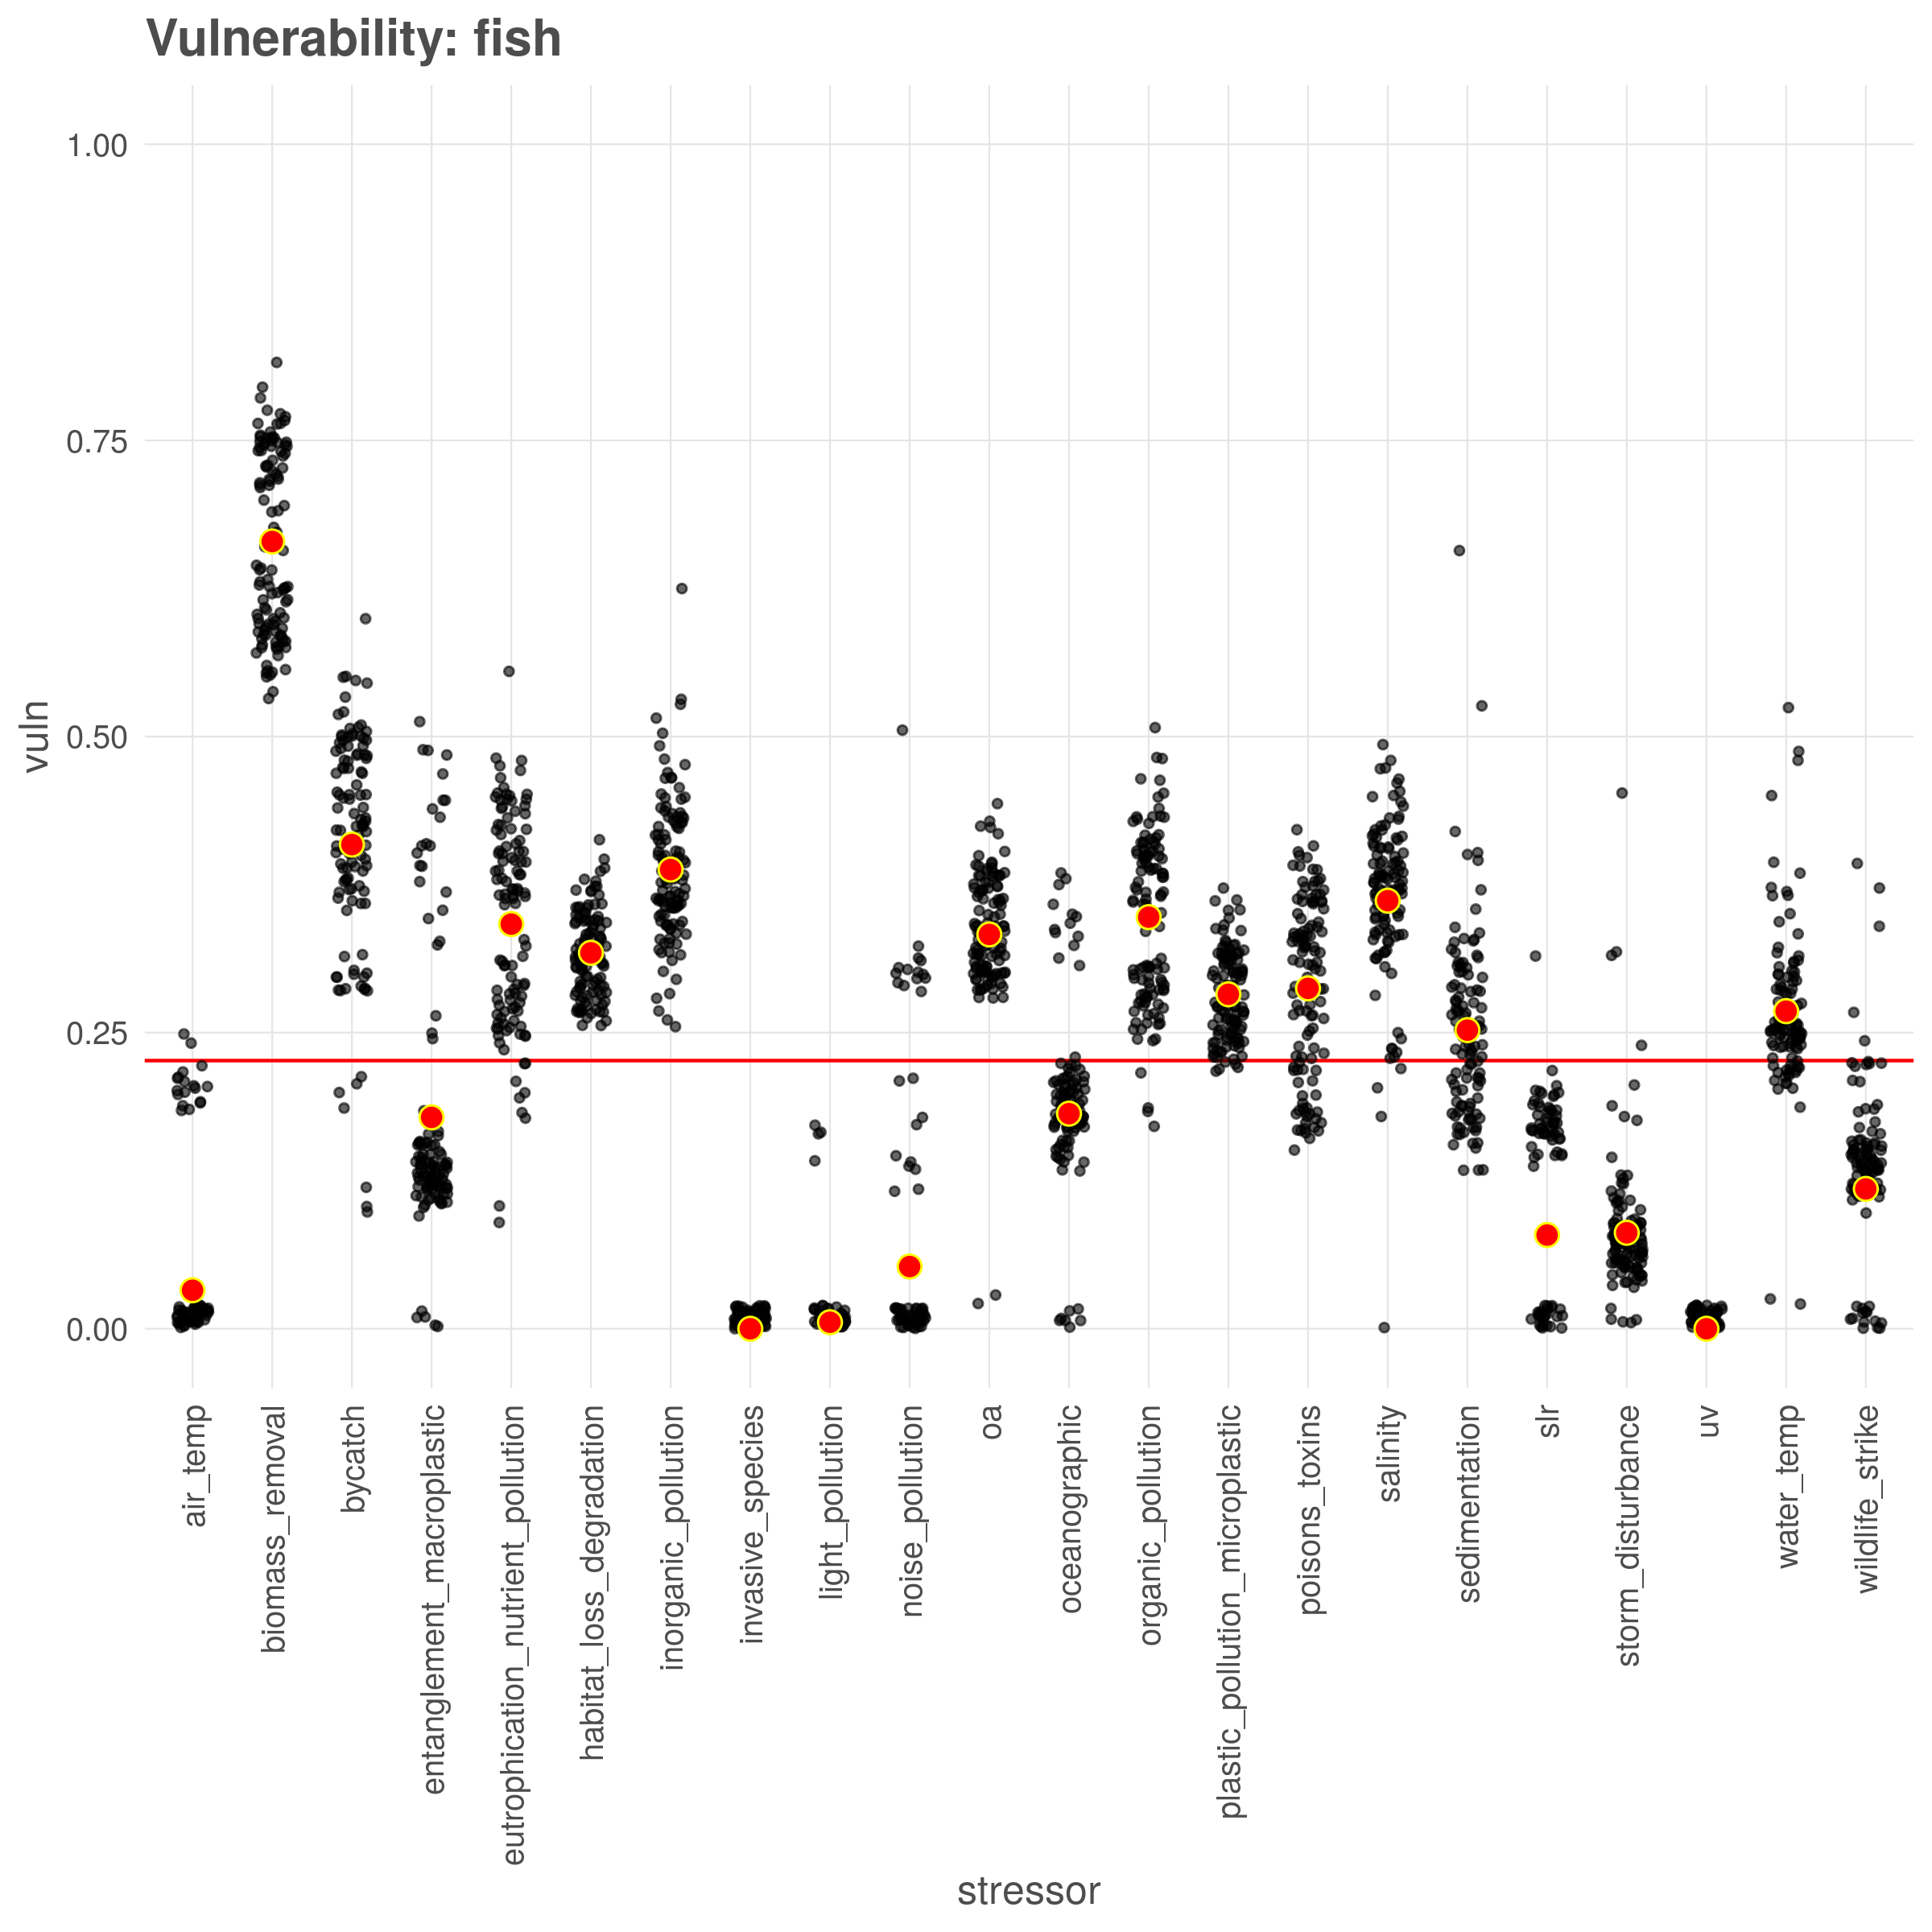 Vulnerability: fish
vuln
1.00
0.75
0.50
0.25
0.00
air_temp
biomass_removal
bycatch
entanglement_macroplastic
eutrophication_nutrient_pollution
habitat_loss_degradation
inorganic_pollution
invasive_species
light_pollution
noise_pollution
oa
oceanographic
organic_pollution
plastic_pollution_microplastic
poisons_toxins
salinity
sedimentation
slr
storm_disturbance
uv
water_temp
wildlife_strike
stressor